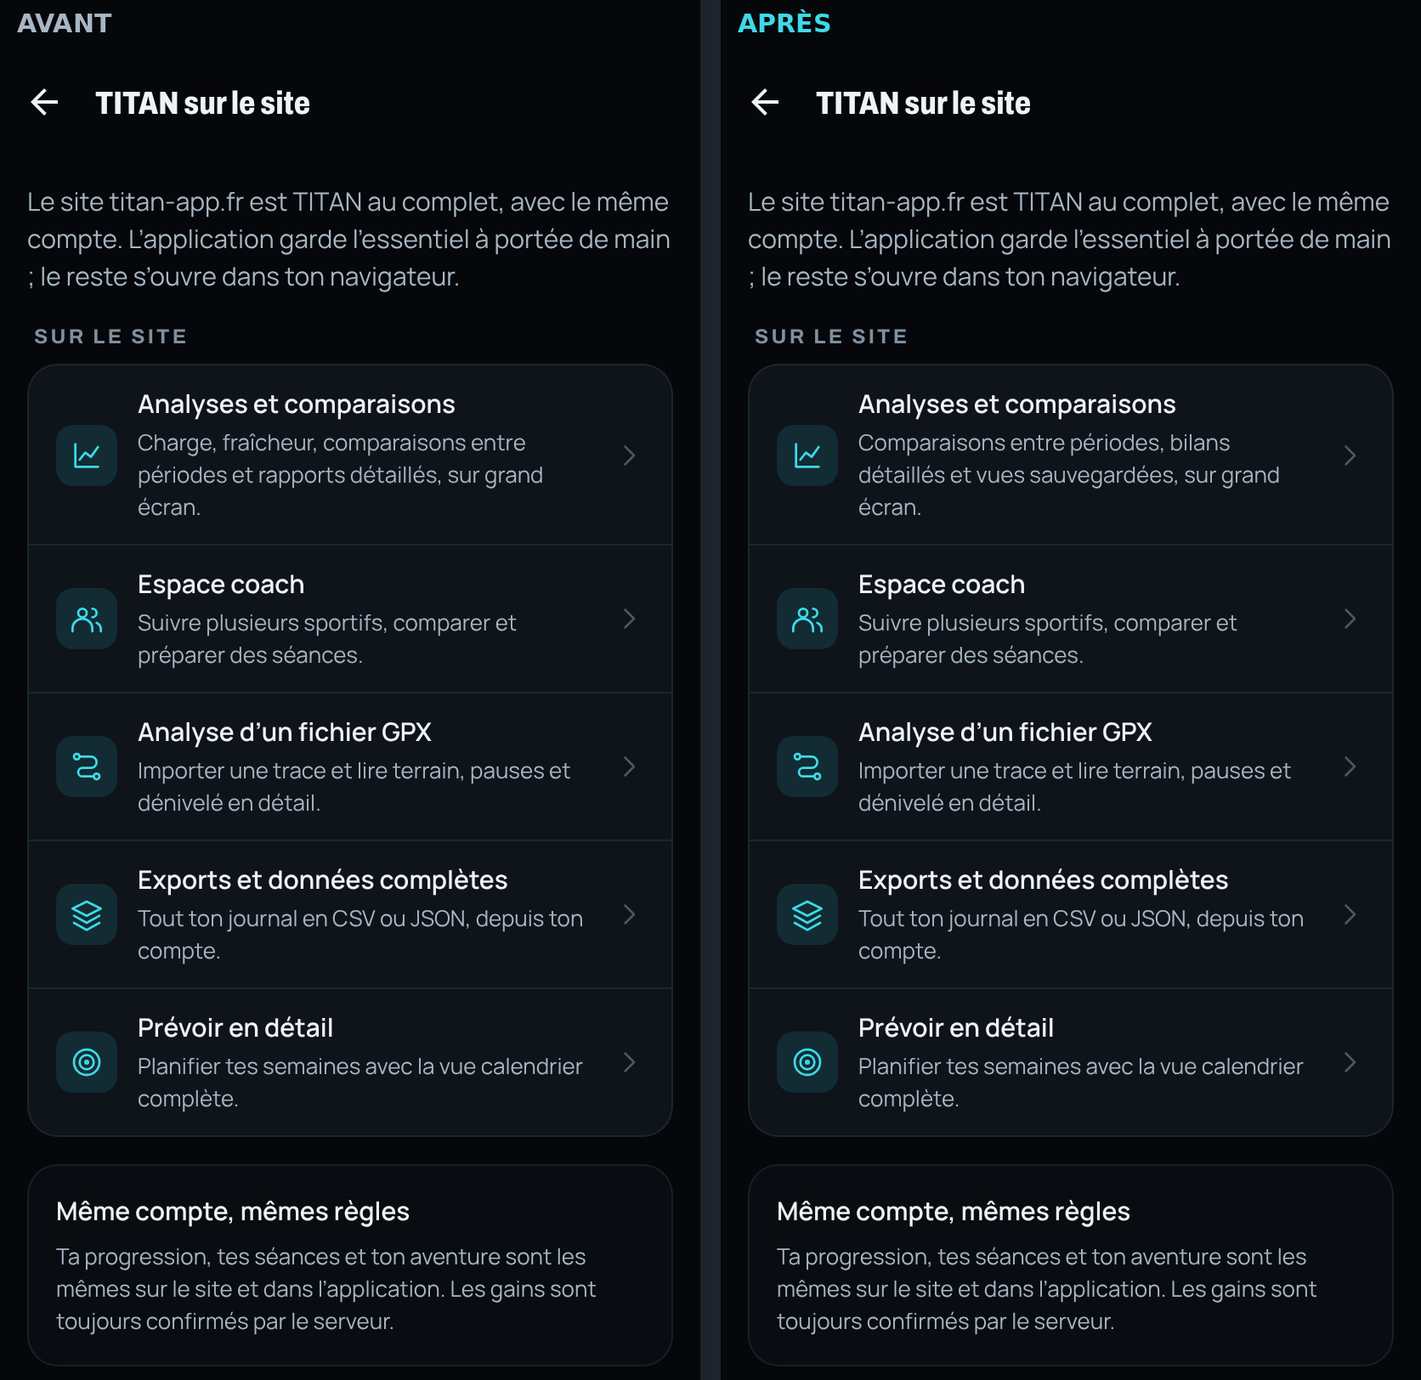 AVANT
TITAN sur le site
Le site titan-app.fr est TITAN au complet, avec le même
compte. L’application garde l’essentiel à portée de main
; le reste s’ouvre dans ton navigateur.
SUR LE SITE
Analyses et comparaisons
Charge, fraîcheur, comparaisons entre
périodes et rapports détaillés, sur grand
écran.
Espace coach
Suivre plusieurs sportifs, comparer et
préparer des séances.
Analyse d’un fichier GPX
Importer une trace et lire terrain, pauses et
dénivelé en détail.
Exports et données complètes
Tout ton journal en CSV ou JSON, depuis ton
compte.
Prévoir en détail
Planifier tes semaines avec la vue calendrier
complète.
Même compte, mêmes règles
Ta progression, tes séances et ton aventure sont les
mêmes sur le site et dans l’application. Les gains sont
toujours confirmés par le serveur.
APRÈS
TITAN sur le site
Le site titan-app.fr est TITAN au complet, avec le même
compte. L’application garde l’essentiel à portée de main
; le reste s’ouvre dans ton navigateur.
SUR LE SITE
Analyses et comparaisons
Comparaisons entre périodes, bilans
détaillés et vues sauvegardées, sur grand
écran.
Espace coach
Suivre plusieurs sportifs, comparer et
préparer des séances.
Analyse d’un fichier GPX
Importer une trace et lire terrain, pauses et
dénivelé en détail.
Exports et données complètes
Tout ton journal en CSV ou JSON, depuis ton
compte.
Prévoir en détail
Planifier tes semaines avec la vue calendrier
complète.
Même compte, mêmes règles
Ta progression, tes séances et ton aventure sont les
mêmes sur le site et dans l’application. Les gains sont
toujours confirmés par le serveur.